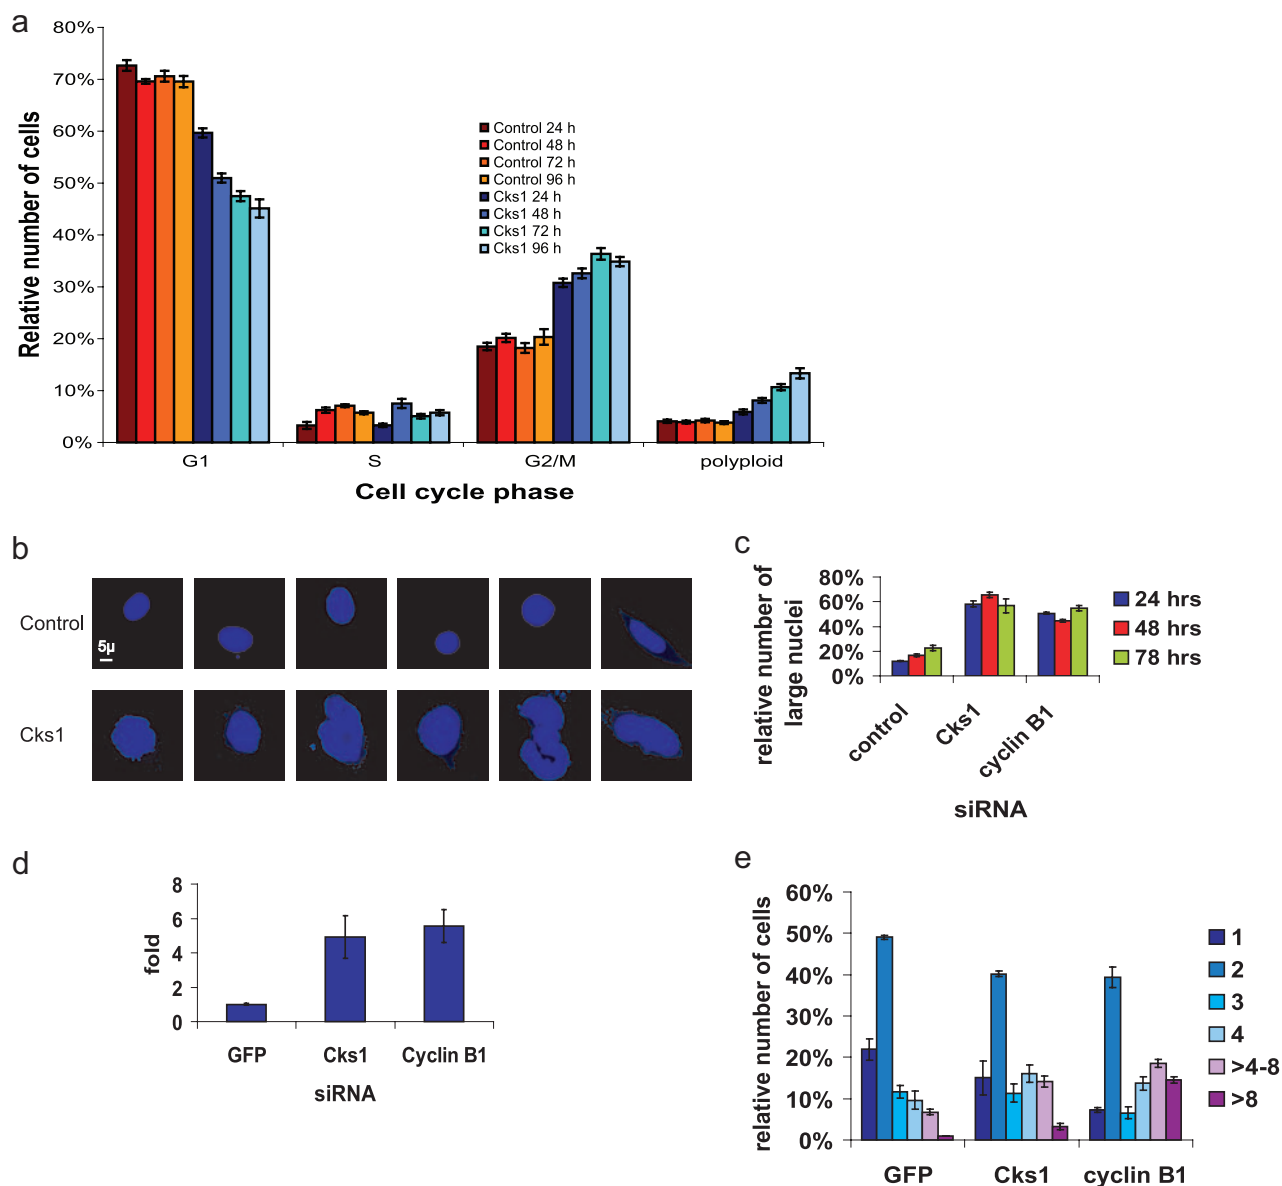 a
80%
70%
60%
50%
40%
30%
20%
10%
0%
Relative number of cells
Control 24 h
Control 48 h
Control 72 h
Control 96 h
Cks1 24 h
Cks1 48 h
Cks1 72 h
Cks1 96 h
G1 S G2/M polyploid
Cell cycle phase
b
Control
5µ
Cks1
c
relative number of
large nuclei
80%
60%
40%
20%
0%
24 hrs
48 hrs
78 hrs
control Cks1 cyclin B1
siRNA
d
fold
8
6
4
2
0
GFP Cks1 Cyclin B1
siRNA
e
relative number of cells
60%
50%
40%
30%
20%
10%
0%
1
2
3
4
>4-8
>8
GFP Cks1 cyclin B1